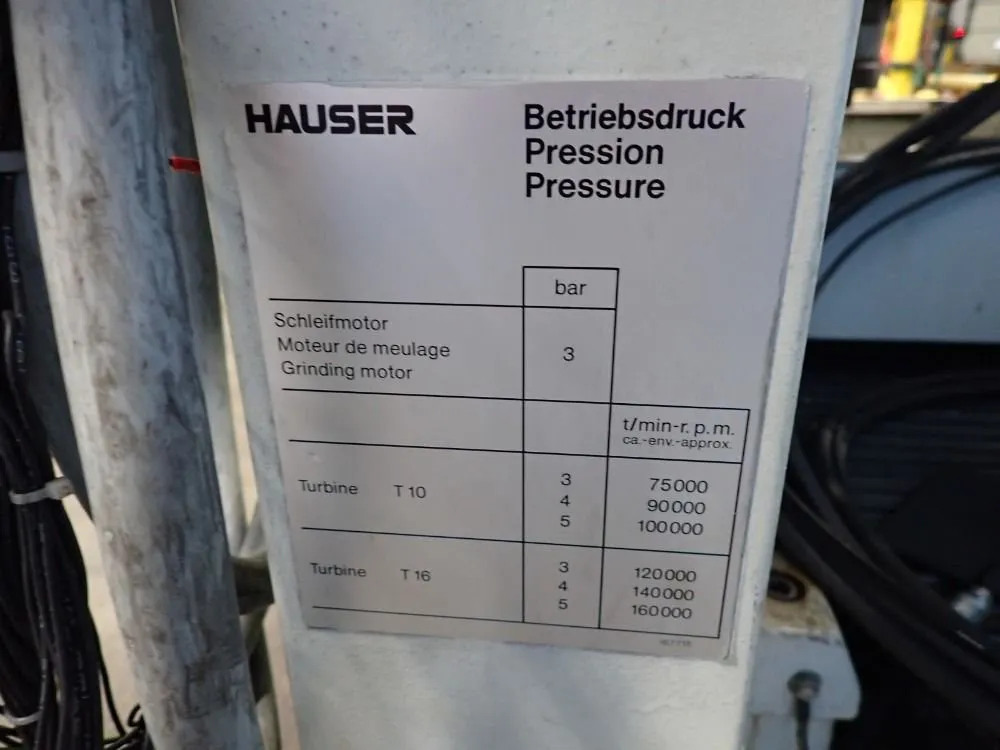 HAUSER
Betriebsdruck
Pression
Pressure
bar
Schleifmotor
Moteur de meulage
Grinding motor
3
t/min-r.p.m.
ca.-env.-approx.
Turbine T 10
3 75000
4 90000
5 100000
Turbine T 16
3 120000
4 140000
5 160000